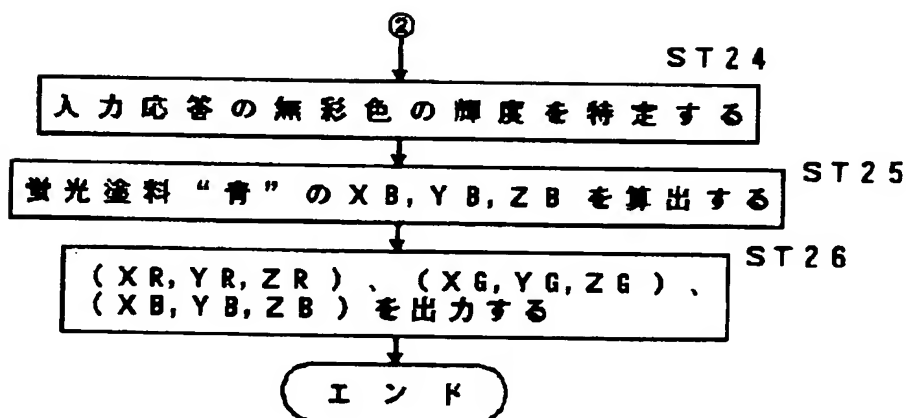 ②
ST24
入力応答の無彩色の輝度を特定する
ST25
蛍光塗料“青”のXB,YB,ZBを算出する
ST26
(XR,YR,ZR)、(XG,YG,ZG)、
(XB,YB,ZB)を出力する
エンド